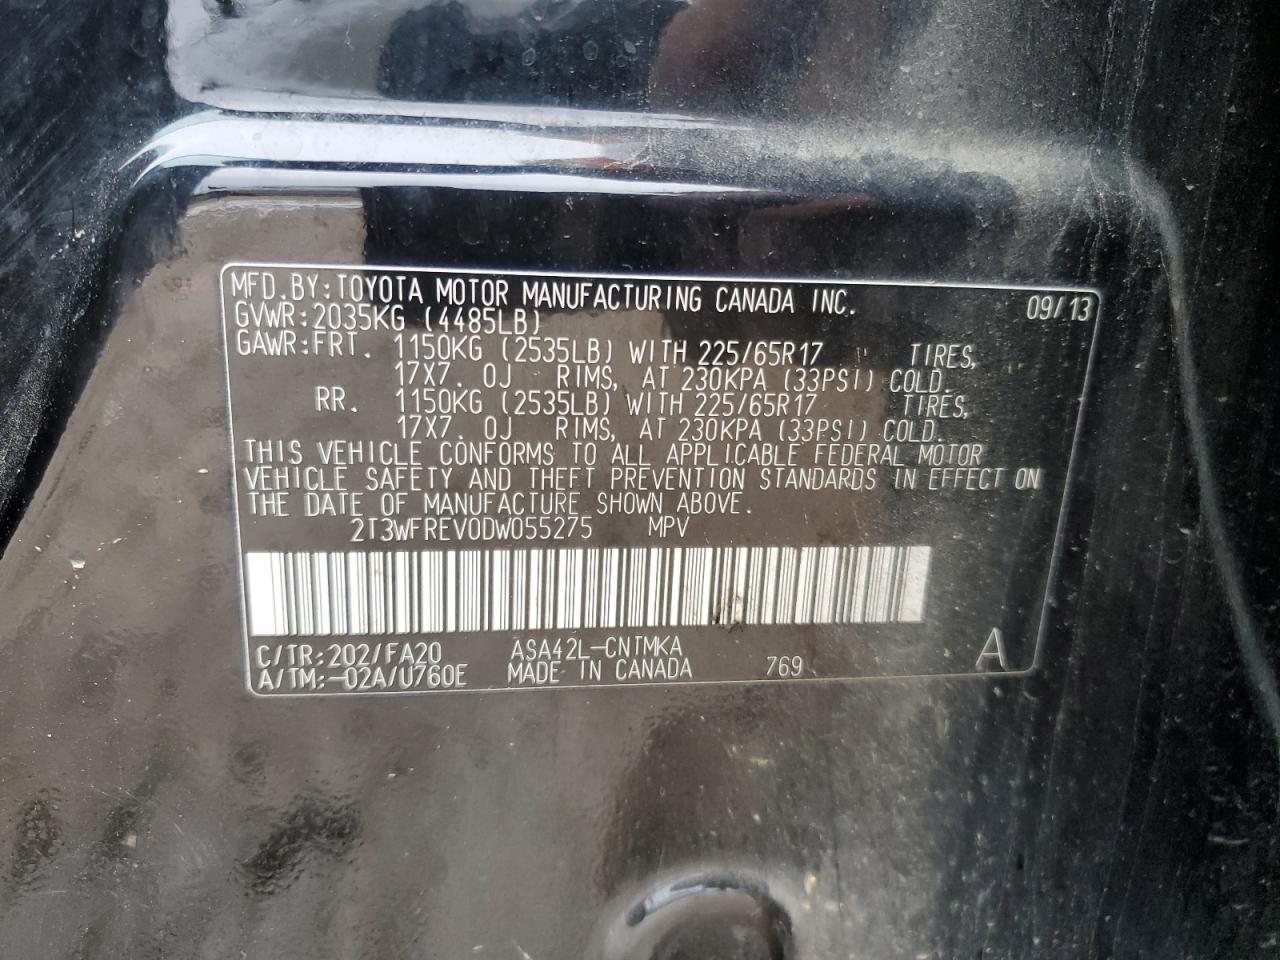 MFD.BY:TOYOTA MOTOR MANUFACTURING CANADA INC. 09/13
GVWR:2035KG (4485LB)
GAWR:FRT. 1150KG (2535LB) WITH 225/65R17 TIRES,
17X7.0J RIMS, AT 230KPA (33PSI) COLD.
RR. 1150KG (2535LB) WITH 225/65R17 TIRES,
17X7.0J RIMS, AT 230KPA (33PSI) COLD.
THIS VEHICLE CONFORMS TO ALL APPLICABLE FEDERAL MOTOR
VEHICLE SAFETY AND THEFT PREVENTION STANDARDS IN EFFECT ON
THE DATE OF MANUFACTURE SHOWN ABOVE.
2T3WFREV0DW055275 MPV
C/TR:202/FA20 ASA42L-CNTMKA
A/TM:-02A/U760E MADE IN CANADA 769 A